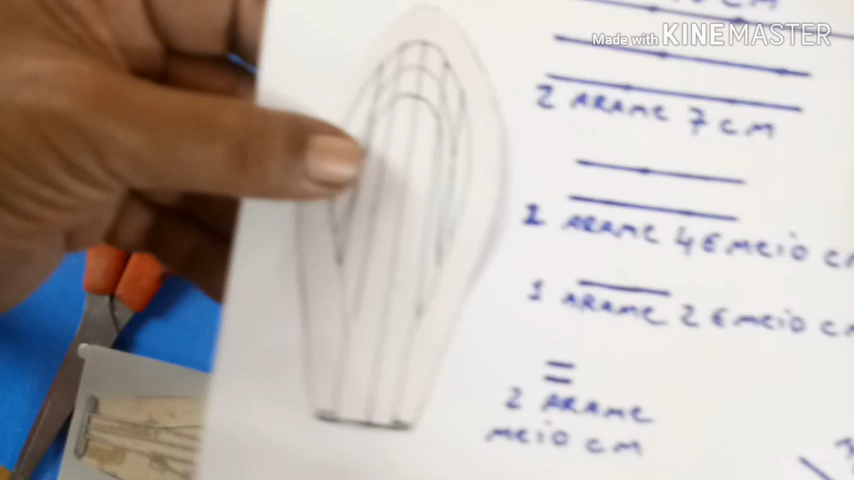 CM
Made with KINEMASTER
2 ARAME 7 CM
2 ARAME 4 E MEIO C
1 ARAME 2 E MEIO C
2 ARAME
MEIO CM